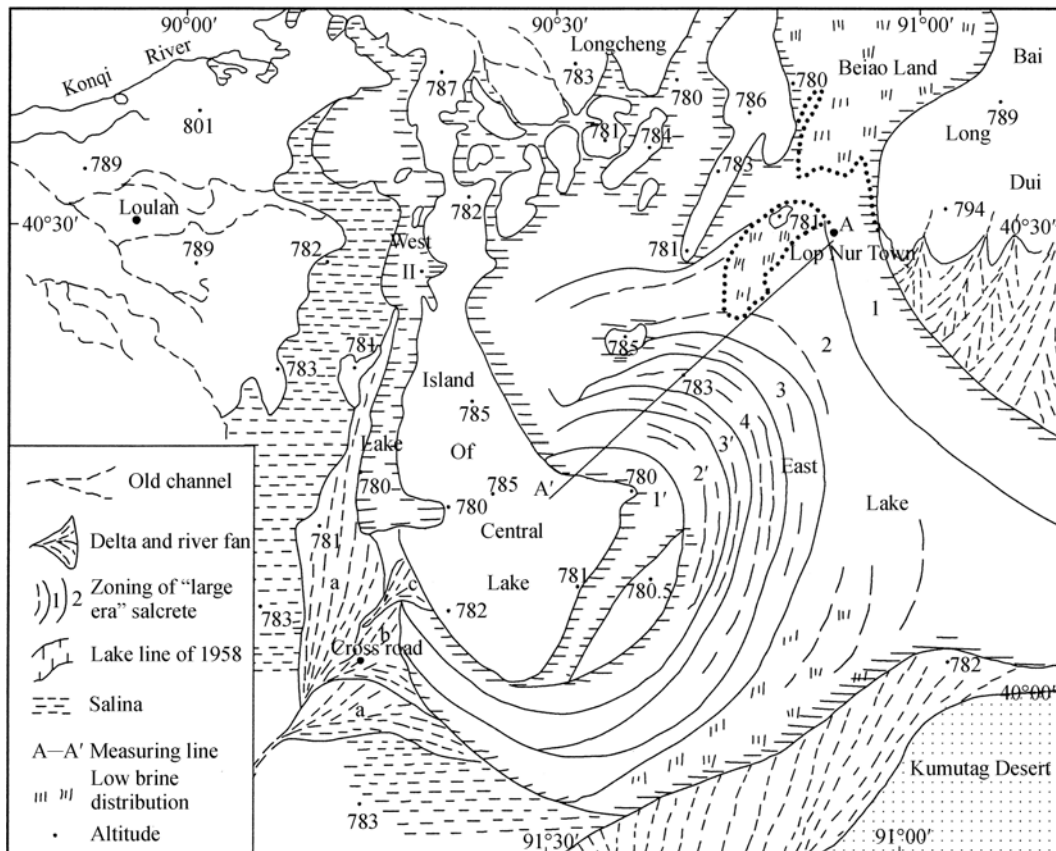 90°00′
90°30′
91°00′
Konqi River
Longcheng
Beiao Land
Bai
Long
Dui
801
787
783
780
786
780
789
789
781
784
783
Loulan
40°30′
789
782
782
West
II
781
781
A
794
40°30′
Lop Nur Town
1
2
781
783
785
783
3
Island
785
4
3′
Of
Lake
785
780
780
A′
780
2′
1′
East
Lake
Central
781
a
c
Lake
781
780.5
783
782
b
Cross road
a
782
40°00′
Kumutag Desert
783
91°30′
91°00′
Old channel
Delta and river fan
1 2 Zoning of “large
era” salcrete
Lake line of 1958
Salina
A—A′ Measuring line
Low brine
distribution
Altitude